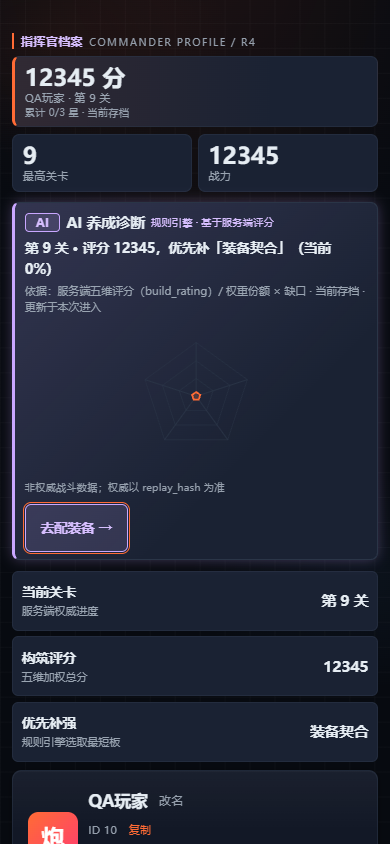 指挥官档案 COMMANDER PROFILE / R4
12345 分
QA玩家 · 第 9 关
累计 0/3 星 · 当前存档
9
最高关卡
12345
战力
AI AI 养成诊断 规则引擎 · 基于服务端评分
第 9 关 • 评分 12345，优先补「装备契合」（当前
0%）
依据：服务端五维评分（build_rating）/ 权重份额 × 缺口 · 当前存档 ·
更新于本次进入
非权威战斗数据；权威以 replay_hash 为准
去配装备 →
当前关卡
服务端权威进度
第 9 关
构筑评分
五维加权总分
12345
优先补强
规则引擎选取最短板
装备契合
炮
QA玩家 改名
ID 10 复制